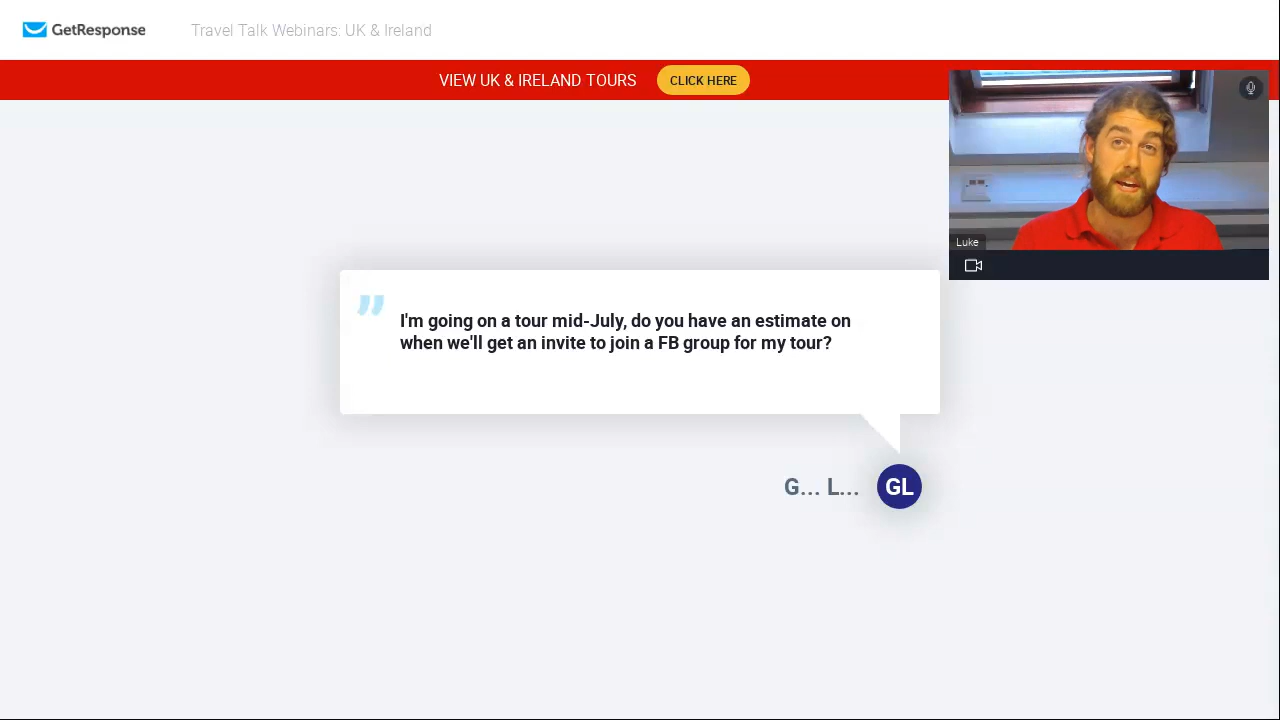 GetResponse
Travel Talk Webinars: UK & Ireland
VIEW UK & IRELAND TOURS
CLICK HERE
Luke
I'm going on a tour mid-July, do you have an estimate on
when we'll get an invite to join a FB group for my tour?
G... L...
GL